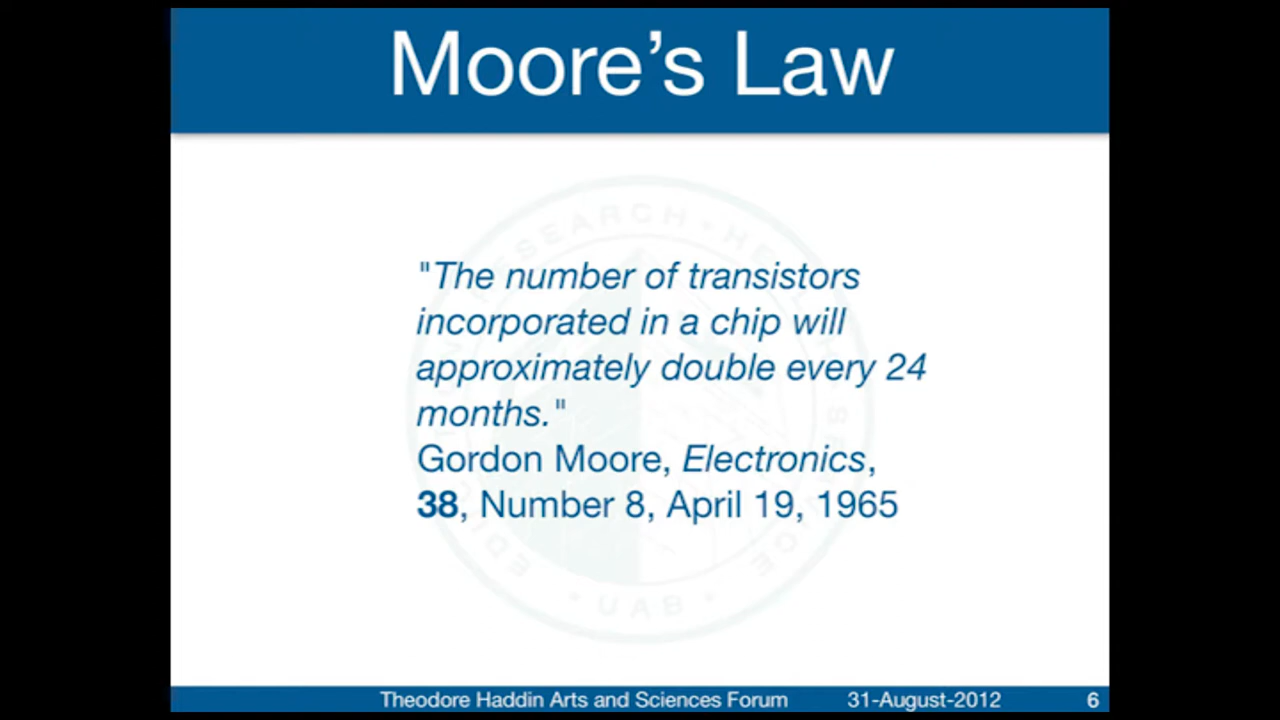 Moore's Law
"The number of transistors
incorporated in a chip will
approximately double every 24
months."
Gordon Moore, Electronics,
38, Number 8, April 19, 1965
UAB
Theodore Haddin Arts and Sciences Forum 31-August-2012 6